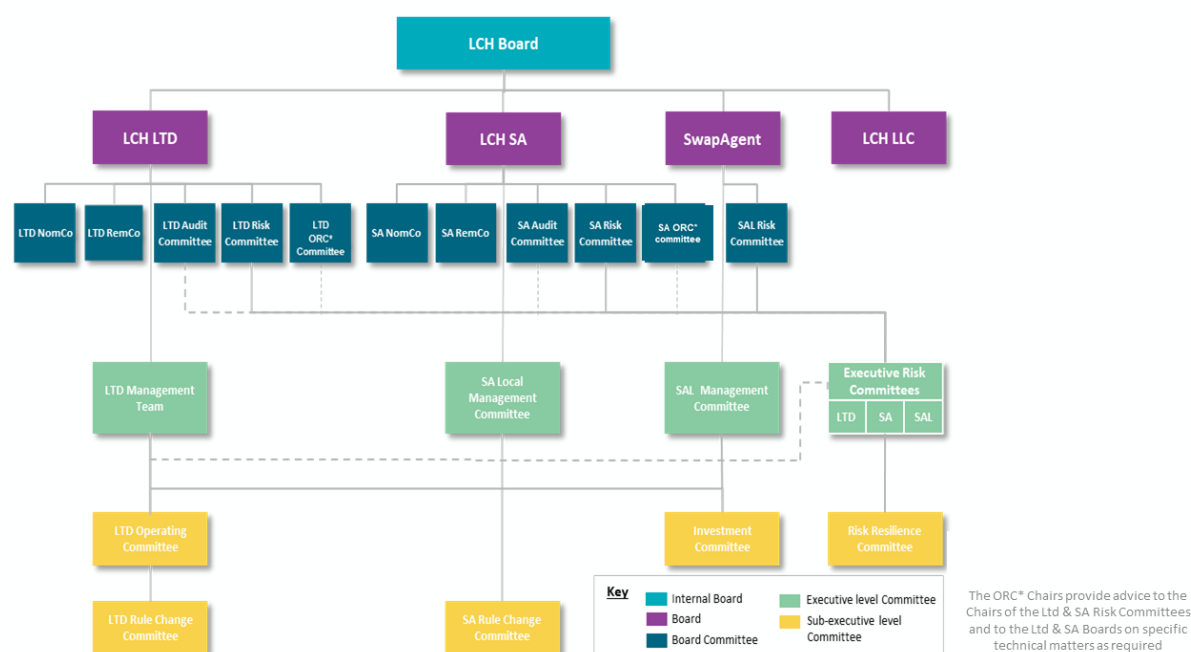 LCH Board
LCH LTD
LCH SA
SwapAgent
LCH LLC
LTD NomCo
LTD RemCo
LTD Audit
Committee
LTD Risk
Committee
LTD
ORC*
Committee
SA NomCo
SA RemCo
SA Audit
Committee
SA Risk
Committee
SA ORC*
committee
SAL Risk
Committee
LTD Management
Team
SA Local
Management
Committee
SAL Management
Committee
Executive Risk
Committees
LTD
SA
SAL
LTD Operating
Committee
Investment
Committee
Risk Resilience
Committee
LTD Rule Change
Committee
SA Rule Change
Committee
Key
Internal Board
Board
Board Committee
Executive level Committee
Sub-executive level
Committee
The ORC* Chairs provide advice to the
Chairs of the Ltd & SA Risk Committees
and to the Ltd & SA Boards on specific
technical matters as required